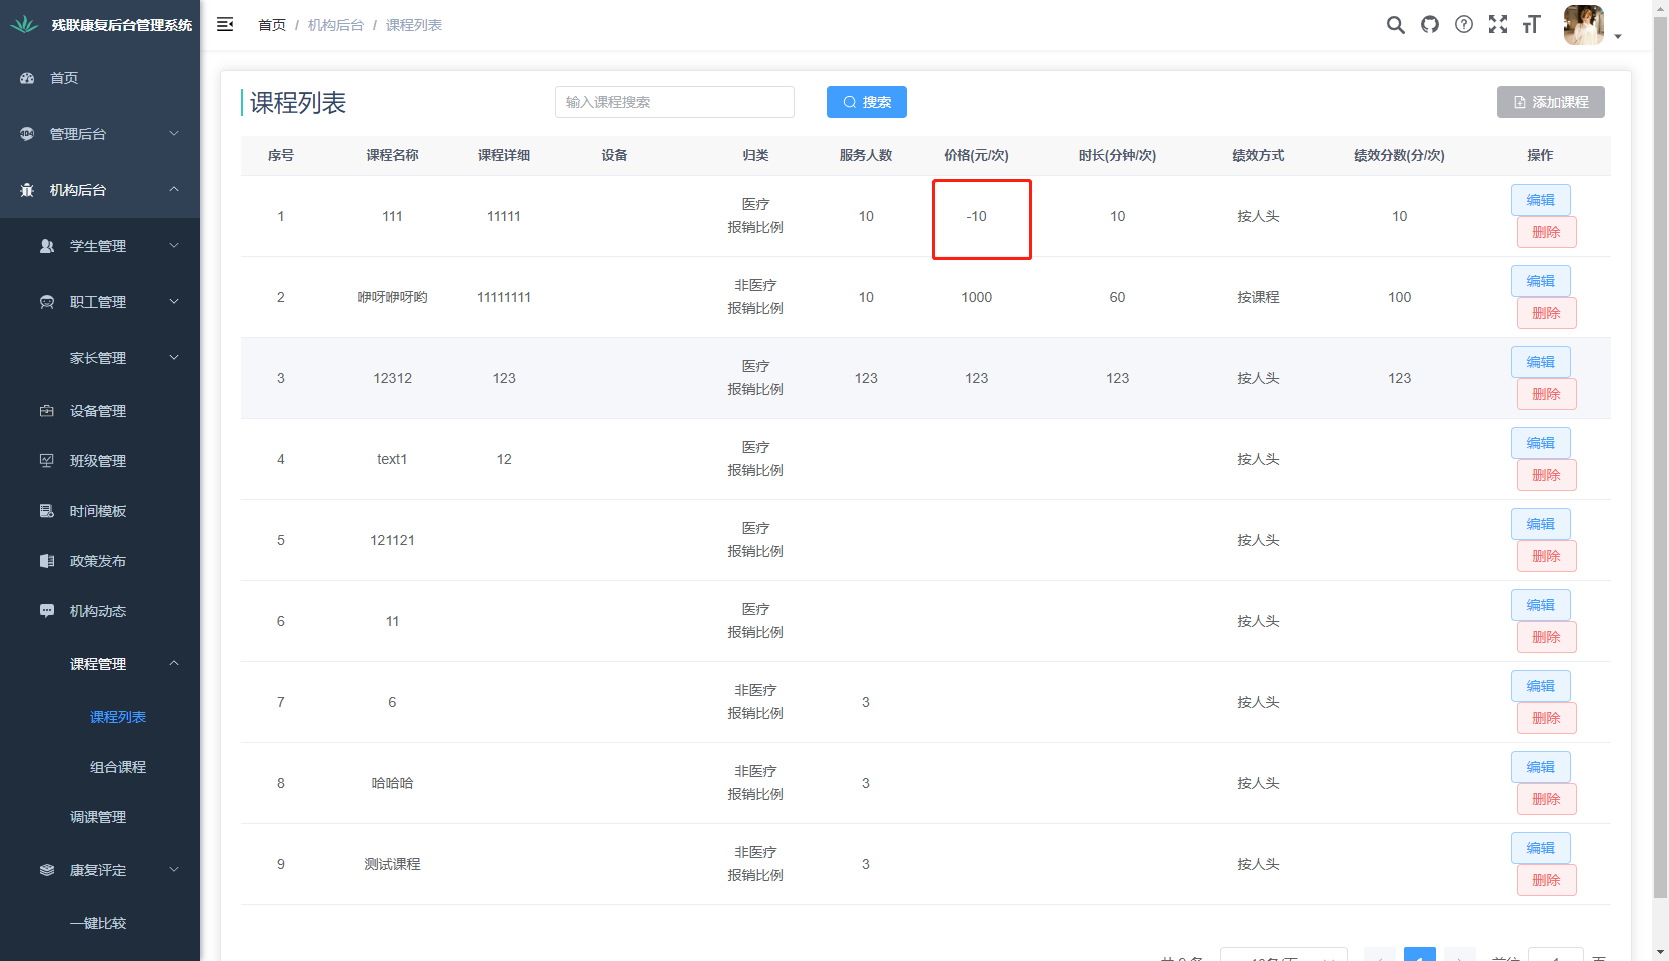 残联康复后台管理系统
首页 / 机构后台 / 课程列表
首页
管理后台
机构后台
学生管理
职工管理
家长管理
设备管理
班级管理
时间模板
政策发布
机构动态
课程管理
课程列表
组合课程
调课管理
康复评定
一键比较
课程列表 输入课程搜索 搜索 添加课程
序号 课程名称 课程详细 设备 归类 服务人数 价格(元/次) 时长(分钟/次) 绩效方式 绩效分数(分/次) 操作
1 111 11111 医疗 报销比例 10 -10 10 按人头 10 编辑 删除
2 咿呀咿呀哟 11111111 非医疗 报销比例 10 1000 60 按课程 100 编辑 删除
3 12312 123 医疗 报销比例 123 123 123 按人头 123 编辑 删除
4 text1 12 医疗 报销比例 按人头 编辑 删除
5 121121 医疗 报销比例 按人头 编辑 删除
6 11 医疗 报销比例 按人头 编辑 删除
7 6 非医疗 报销比例 3 按人头 编辑 删除
8 哈哈哈 非医疗 报销比例 3 按人头 编辑 删除
9 测试课程 非医疗 报销比例 3 按人头 编辑 删除